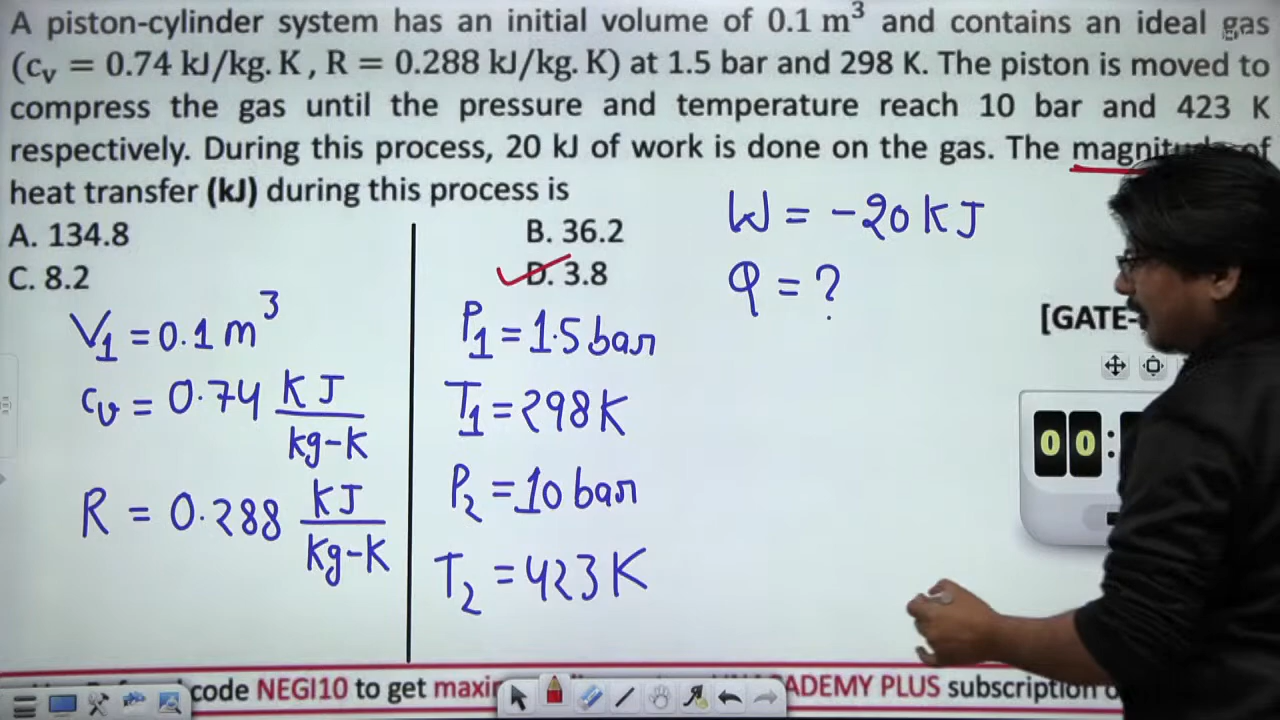 A piston-cylinder system has an initial volume of 0.1 m³ and contains an ideal gas
(cᵥ = 0.74 kJ/kg. K , R = 0.288 kJ/kg. K) at 1.5 bar and 298 K. The piston is moved to
compress the gas until the pressure and temperature reach 10 bar and 423 K
respectively. During this process, 20 kJ of work is done on the gas. The magnitude of
heat transfer (kJ) during this process is
A. 134.8
B. 36.2
C. 8.2
D. 3.8
W = -20 KJ
Q = ?
[GATE-
V₁ = 0.1 m³
cᵥ = 0.74 KJ/kg-K
R = 0.288 KJ/Kg-K
P₁ = 1.5 bar
T₁ = 298 K
P₂ = 10 bar
T₂ = 423 K
00:
code NEGI10 to get
ACADEMY PLUS subscription